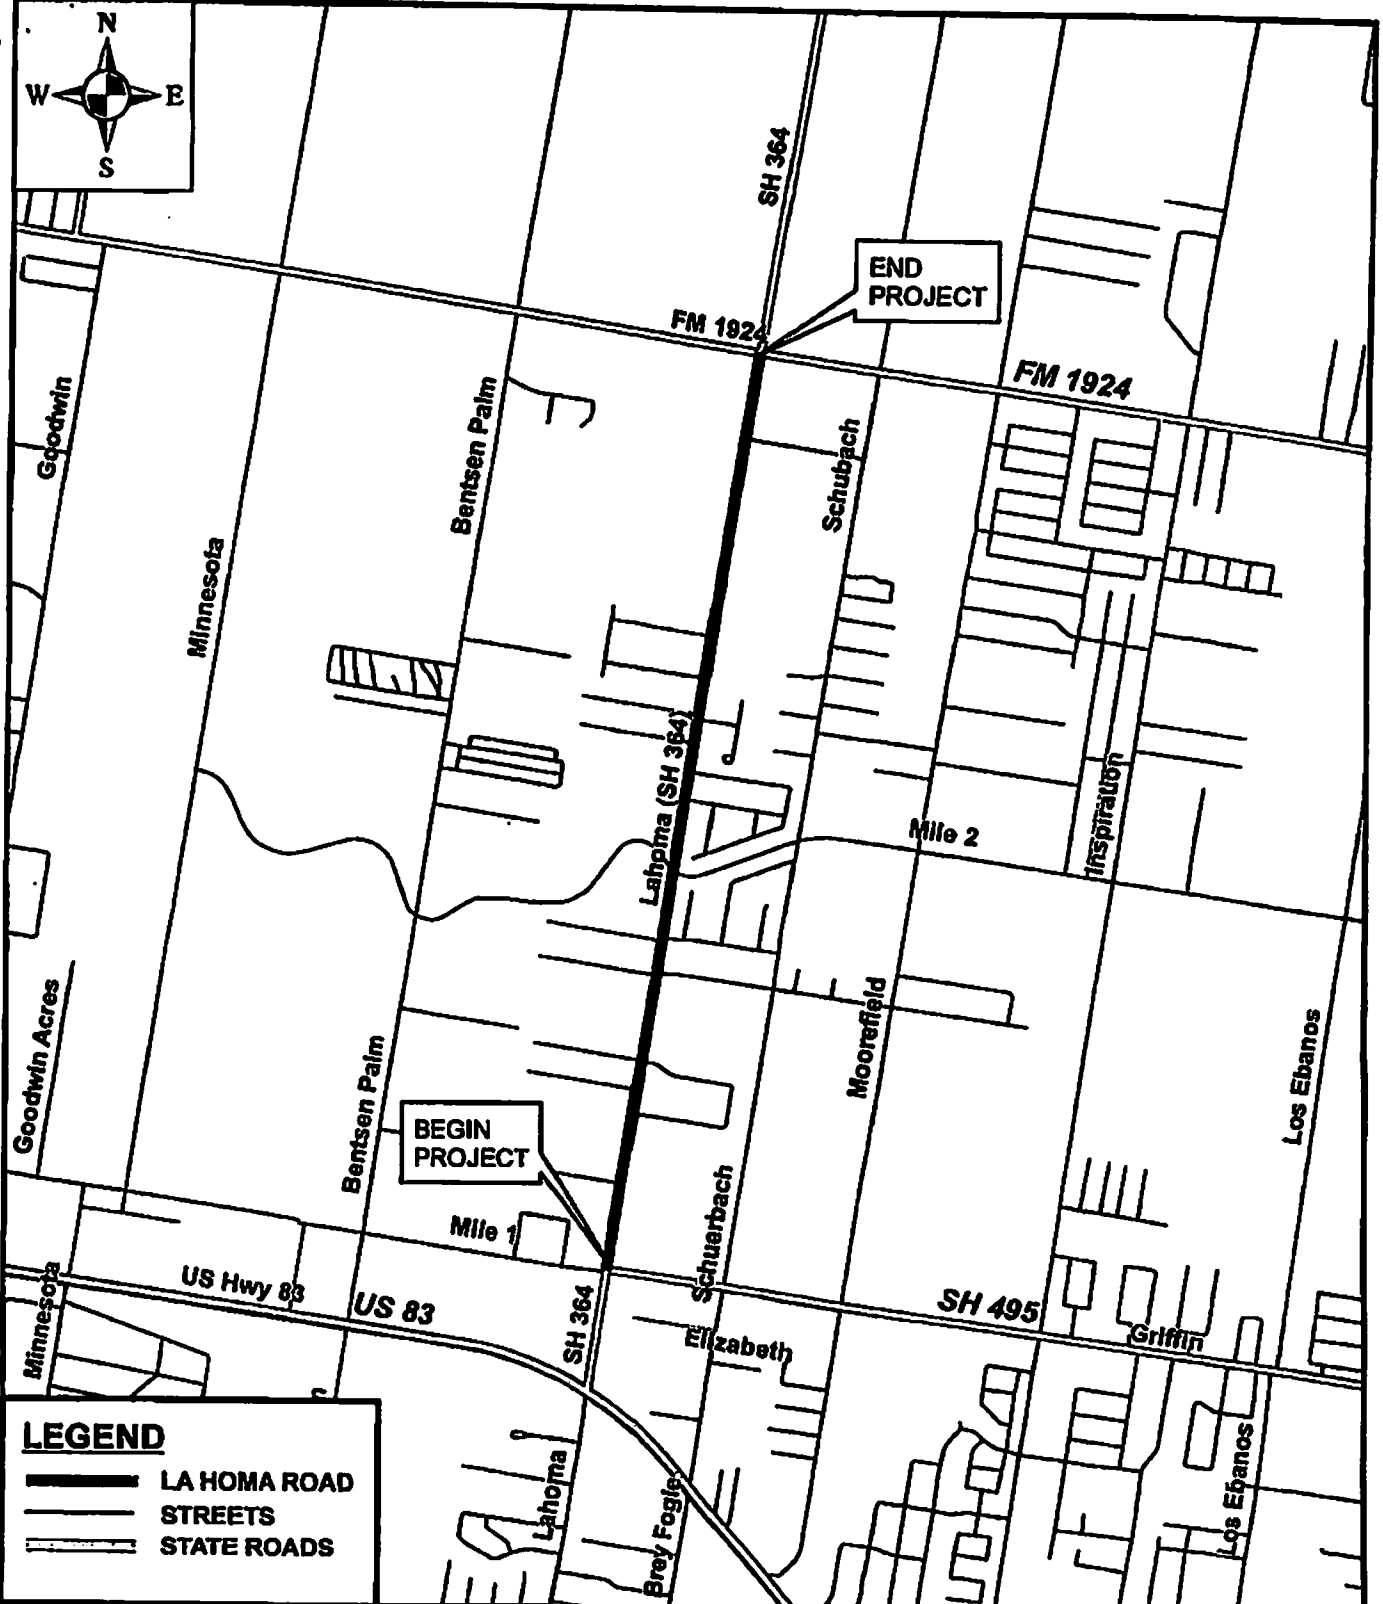 N
W E
S
SH 364
END
PROJECT
FM 1924
FM 1924
Goodwin
Bentsen Palm
Schubach
Minnesota
Lahoma (SH 364)
Mile 2
Inspiration
Goodwin Acres
Bentsen Palm
Moorefield
Los Ebanos
BEGIN
PROJECT
Schuerbach
Mile 1
US Hwy 83
US 83
SH 364
SH 495
Griffin
Elizabeth
Minnesota
n
LEGEND
LA HOMA ROAD
STREETS
STATE ROADS
Lahoma
Brey Fogle
Los Ebanos